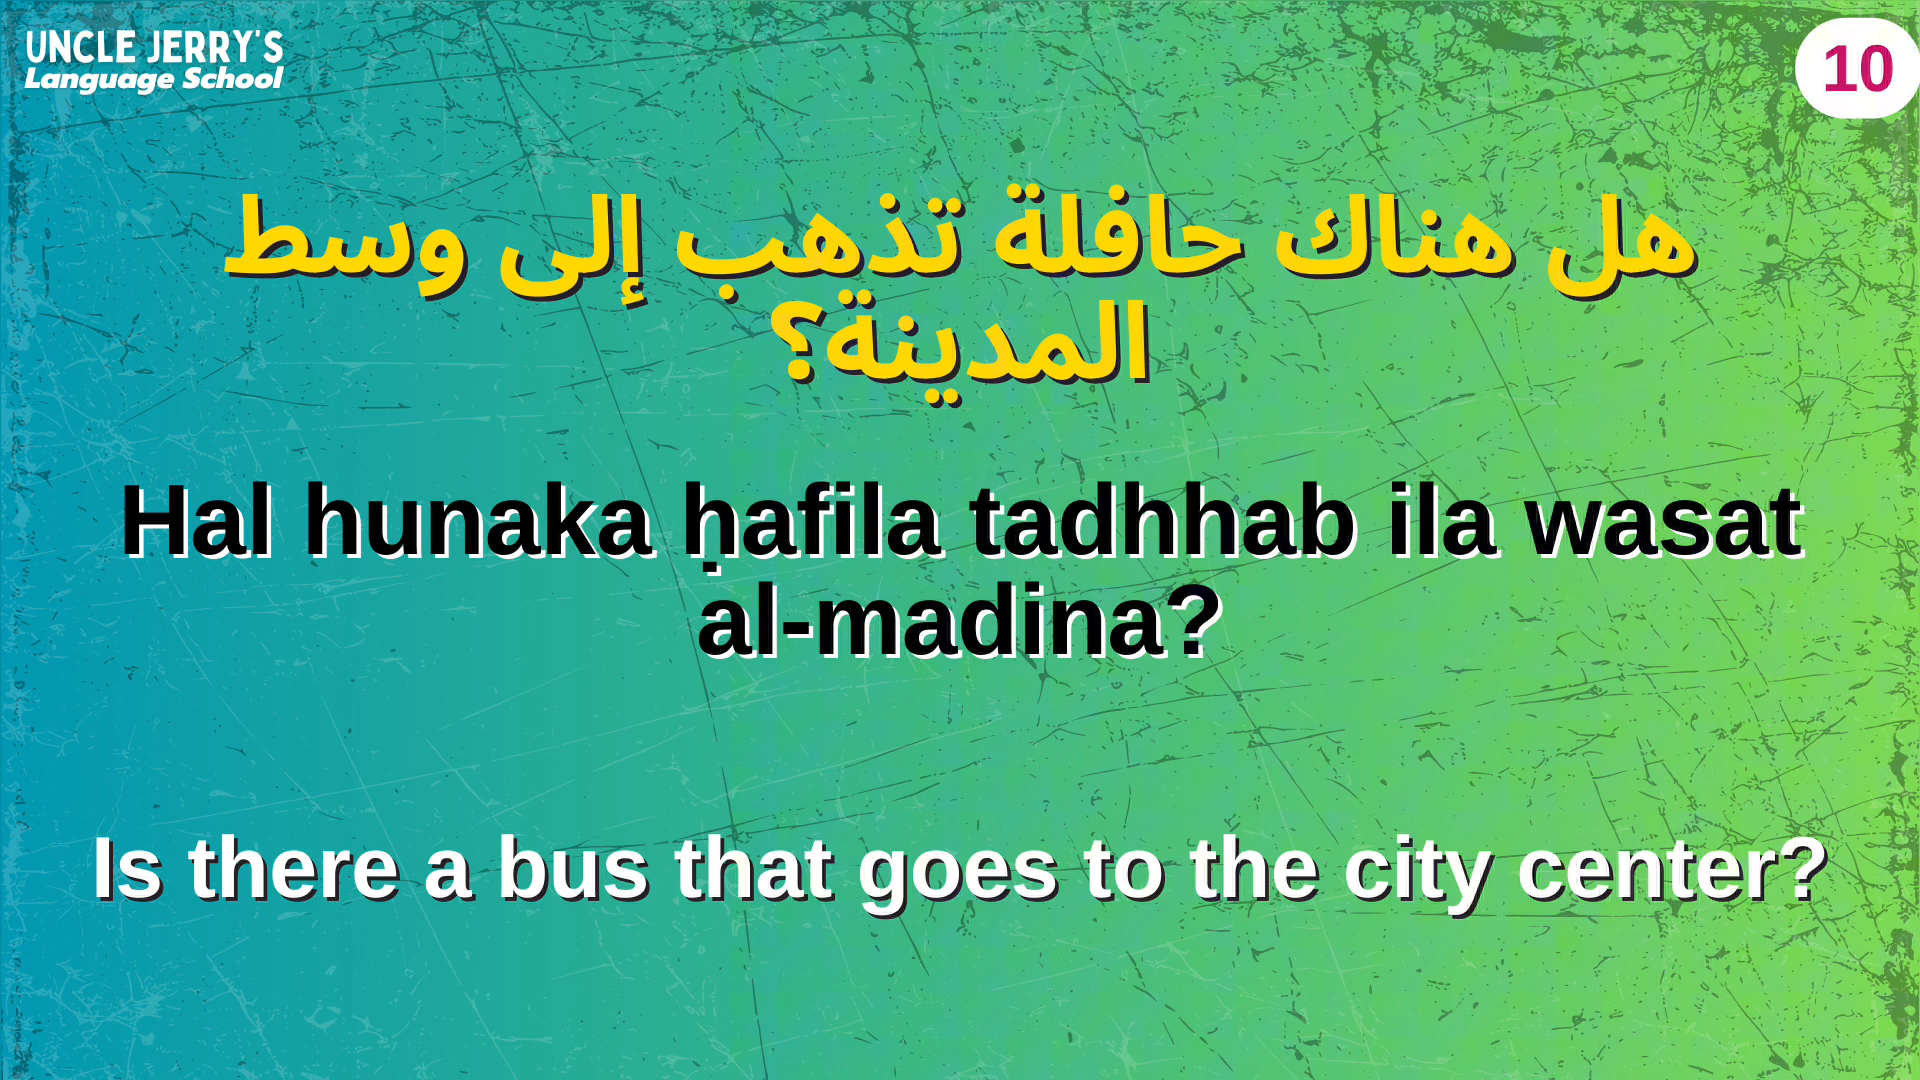 UNCLE JERRY'S
Language School
10
هل هناك حافلة تذهب إلى وسط
المدينة؟
Hal hunaka ḥafila tadhhab ila wasat
al-madina?
Is there a bus that goes to the city center?